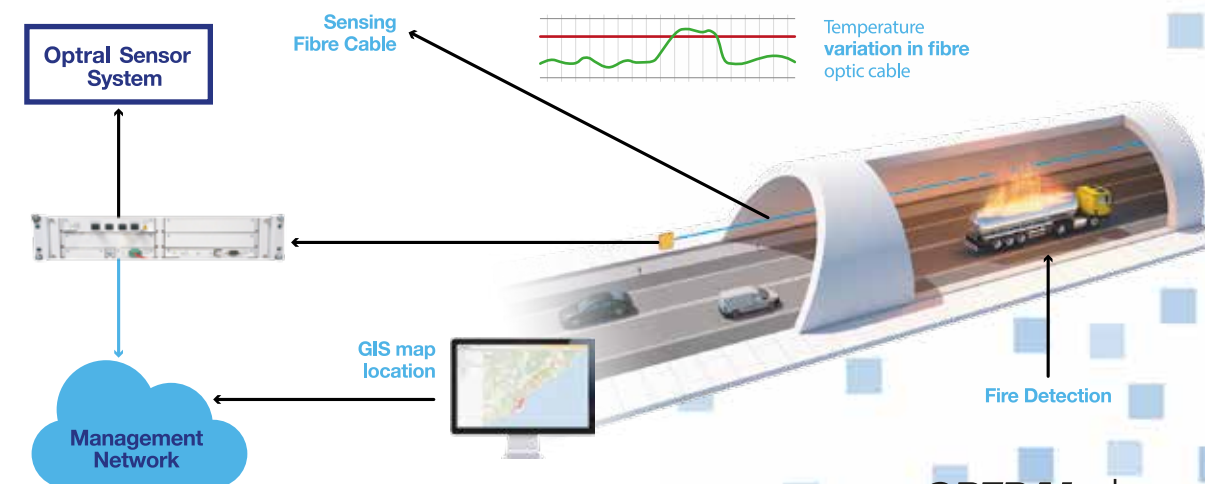 Sensing
Fibre Cable
Optral Sensor
System
Temperature
variation in fibre
optic cable
GIS map
location
Fire Detection
Management
Network